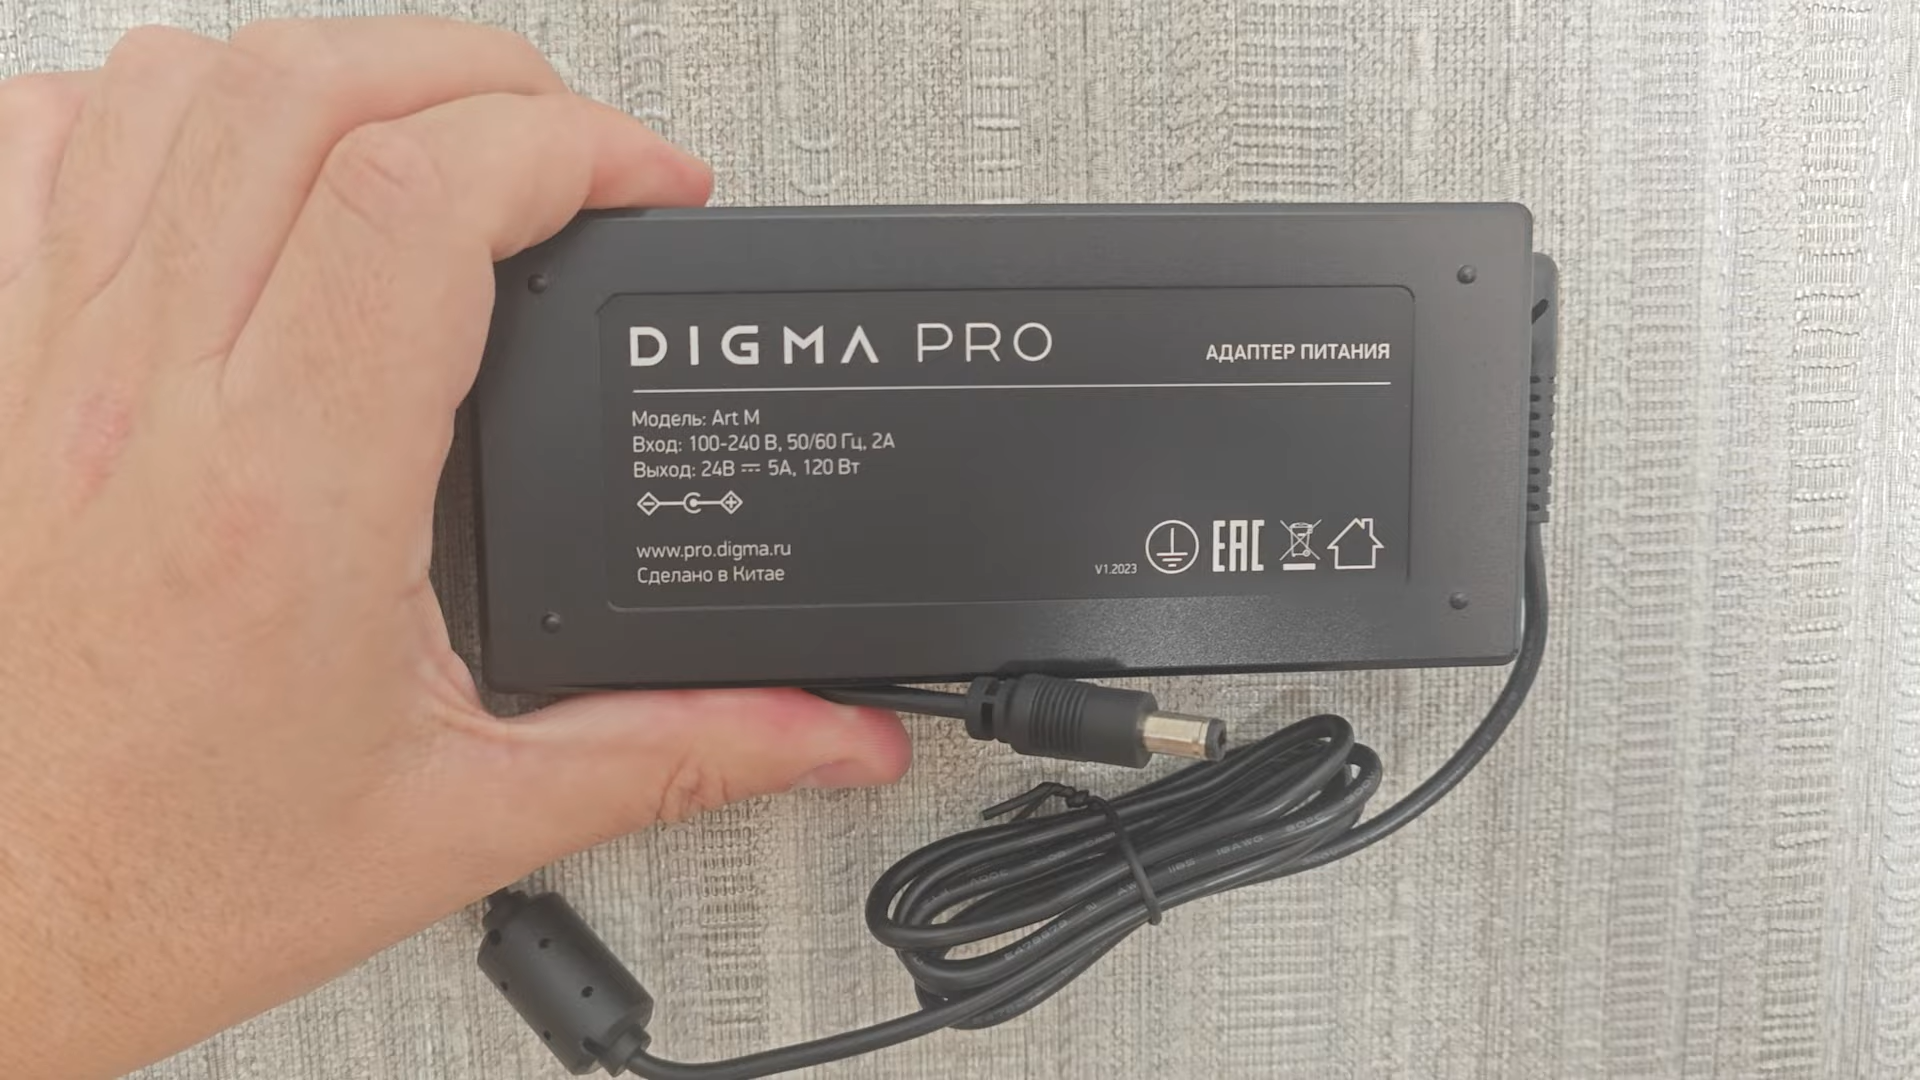 DIGMA PRO
АДАПТЕР ПИТАНИЯ
Модель: Art M
Вход: 100-240 В, 50/60 Гц, 2А
Выход: 24В ⎓ 5А, 120 Вт
www.pro.digma.ru
Сделано в Китае
V1.2023
EAC